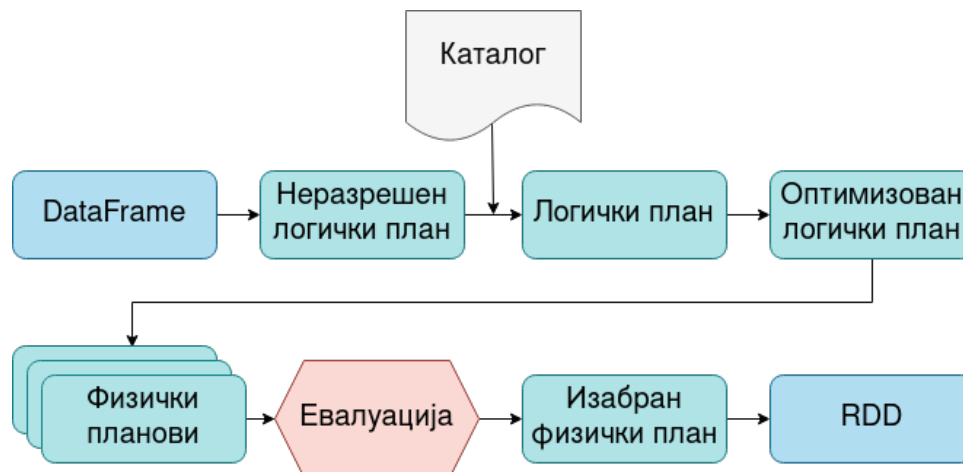 Каталог
DataFrame
Неразрешен
логички план
Логички план
Оптимизован
логички план
Физички
планови
Евалуација
Изабран
физички план
RDD